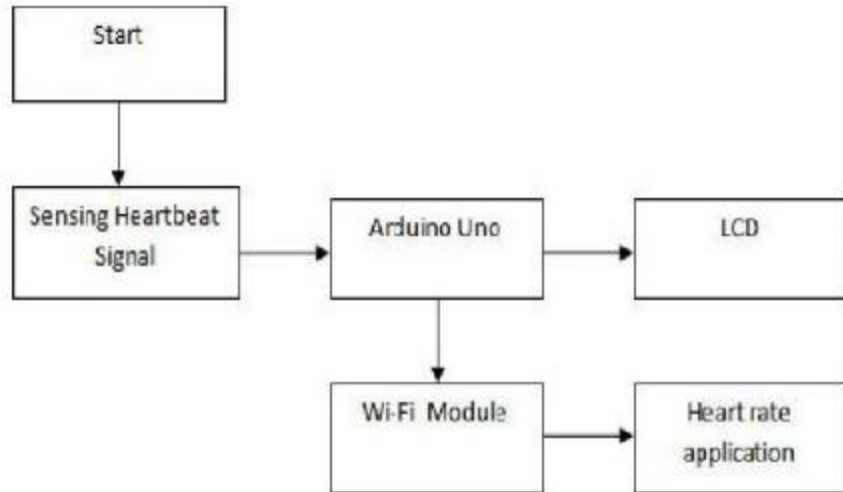 Start
Sensing Heartbeat
Signal
Arduino Uno
LCD
Wi-Fi Module
Heart rate
application